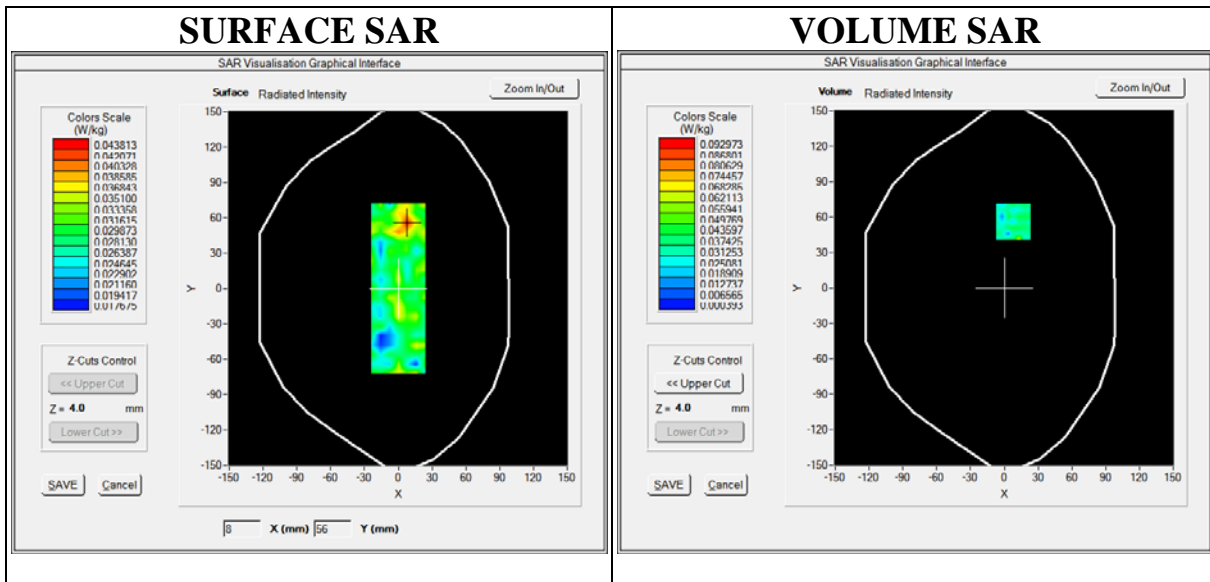 SURFACE SAR
SAR Visualisation Graphical Interface
Surface Radiated Intensity
Zoom In/Out
Colors Scale
(W/kg)
0.043813
0.042071
0.040328
0.038585
0.036843
0.035100
0.033358
0.031615
0.029873
0.028130
0.026387
0.024645
0.022902
0.021160
0.019417
0.017675
Z-Cuts Control
<< Upper Cut
Z = 4.0 mm
Lower Cut >>
SAVE Cancel
150
120
90
60
30
0
-30
-60
-90
-120
-150
Y
-150 -120 -90 -60 -30 0 30 60 90 120 150
X
8 X (mm) 56 Y (mm)
VOLUME SAR
SAR Visualisation Graphical Interface
Volume Radiated Intensity
Zoom In/Out
Colors Scale
(W/kg)
0.092973
0.086801
0.080629
0.074457
0.068285
0.062113
0.055941
0.049769
0.043597
0.037425
0.031253
0.025081
0.018909
0.012737
0.006565
0.000393
Z-Cuts Control
<< Upper Cut
Z = 4.0 mm
Lower Cut >>
SAVE Cancel
150
120
90
60
30
0
-30
-60
-90
-120
-150
Y
-150 -120 -90 -60 -30 0 30 60 90 120 150
X